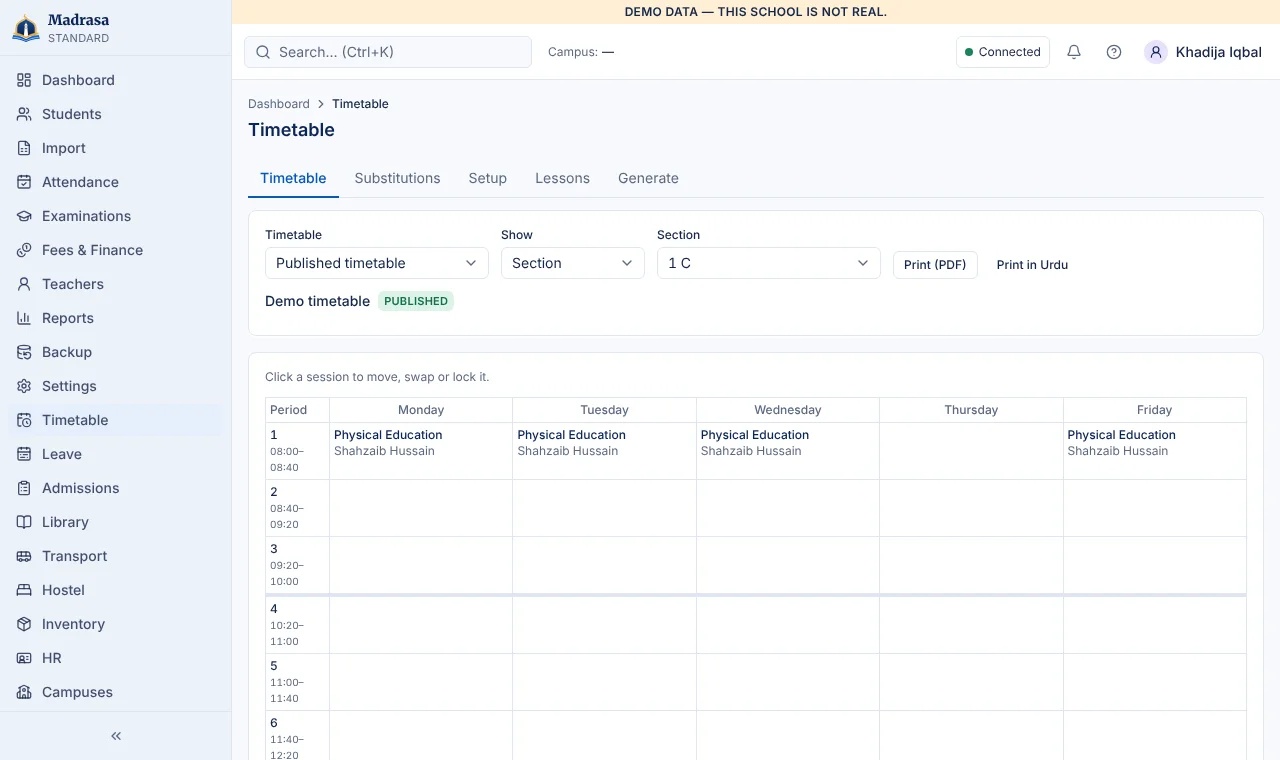 DEMO DATA — THIS SCHOOL IS NOT REAL.
Madrasa
STANDARD
Search... (Ctrl+K)
Campus: —
Connected
Khadija Iqbal
Dashboard
Students
Import
Attendance
Examinations
Fees & Finance
Teachers
Reports
Backup
Settings
Timetable
Leave
Admissions
Library
Transport
Hostel
Inventory
HR
Campuses
Dashboard > Timetable
Timetable
Timetable Substitutions Setup Lessons Generate
Timetable Show Section
Published timetable Section 1 C Print (PDF) Print in Urdu
Demo timetable PUBLISHED
Click a session to move, swap or lock it.
Period Monday Tuesday Wednesday Thursday Friday
1 Physical Education Physical Education Physical Education Physical Education
08:00– Shahzaib Hussain Shahzaib Hussain Shahzaib Hussain Shahzaib Hussain
08:40
2
08:40–
09:20
3
09:20–
10:00
4
10:20–
11:00
5
11:00–
11:40
6
11:40–
12:20